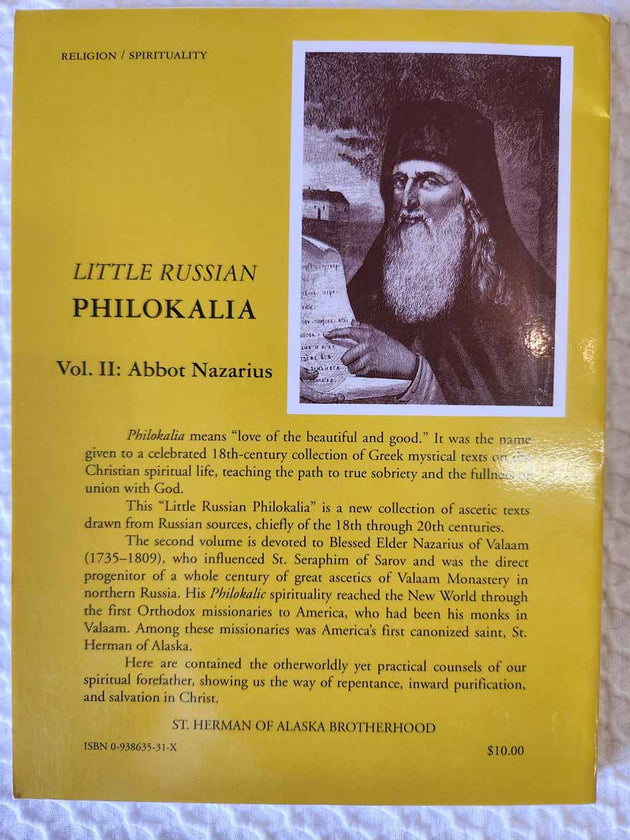 RELIGION / SPIRITUALITY
LITTLE RUSSIAN
PHILOKALIA
Vol. II: Abbot Nazarius
Philokalia means “love of the beautiful and good.” It was the name
given to a celebrated 18th-century collection of Greek mystical texts on the
Christian spiritual life, teaching the path to true sobriety and the fullness of
union with God.
This “Little Russian Philokalia” is a new collection of ascetic texts
drawn from Russian sources, chiefly of the 18th through 20th centuries.
The second volume is devoted to Blessed Elder Nazarius of Valaam
(1735–1809), who influenced St. Seraphim of Sarov and was the direct
progenitor of a whole century of great ascetics of Valaam Monastery in
northern Russia. His Philokalic spirituality reached the New World through
the first Orthodox missionaries to America, who had been his monks in
Valaam. Among these missionaries was America's first canonized saint, St.
Herman of Alaska.
Here are contained the otherworldly yet practical counsels of our
spiritual forefather, showing us the way of repentance, inward purification,
and salvation in Christ.
ST. HERMAN OF ALASKA BROTHERHOOD
ISBN 0-938635-31-X
$10.00